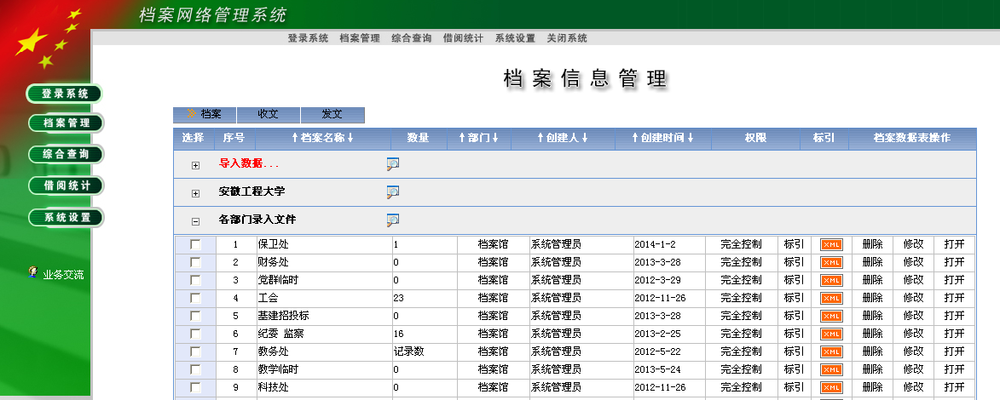 档案网络管理系统
登录系统 档案管理 综合查询 借阅统计 系统设置 关闭系统
登录系统
档案管理
综合查询
借阅统计
系统设置
业务交流
档案信息管理
档案 收文 发文
选择 序号 ↑档案名称↓ 数量 ↑部门↓ ↑创建人↓ ↑创建时间↓ 权限 标引 档案数据表操作
导入数据...
安徽工程大学
各部门录入文件
1 保卫处 1 档案馆 系统管理员 2014-1-2 完全控制 标引 XML 删除 修改 打开
2 财务处 0 档案馆 系统管理员 2013-3-28 完全控制 标引 XML 删除 修改 打开
3 党群临时 0 档案馆 系统管理员 2012-3-29 完全控制 标引 XML 删除 修改 打开
4 工会 23 档案馆 系统管理员 2012-11-26 完全控制 标引 XML 删除 修改 打开
5 基建招投标 0 档案馆 系统管理员 2013-3-28 完全控制 标引 XML 删除 修改 打开
6 纪委 监察 16 档案馆 系统管理员 2013-2-25 完全控制 标引 XML 删除 修改 打开
7 教务处 记录数 档案馆 系统管理员 2012-5-22 完全控制 标引 XML 删除 修改 打开
8 教学临时 0 档案馆 系统管理员 2013-5-24 完全控制 标引 XML 删除 修改 打开
9 科技处 0 档案馆 系统管理员 2012-11-26 完全控制 标引 XML 删除 修改 打开